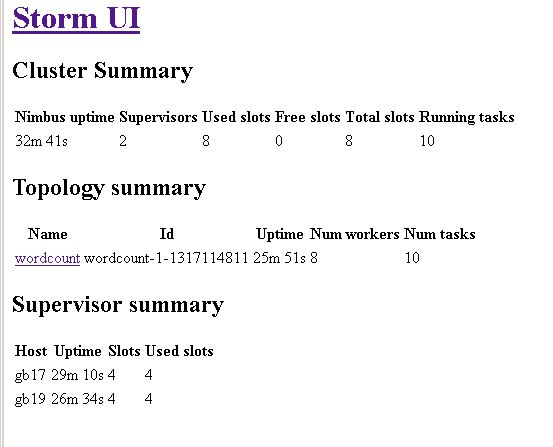 Storm UI
Cluster Summary
Nimbus uptime Supervisors Used slots Free slots Total slots Running tasks
32m 41s 2 8 0 8 10
Topology summary
Name Id Uptime Num workers Num tasks
wordcount wordcount-1-1317114811 25m 51s 8 10
Supervisor summary
Host Uptime Slots Used slots
gb17 29m 10s 4 4
gb19 26m 34s 4 4